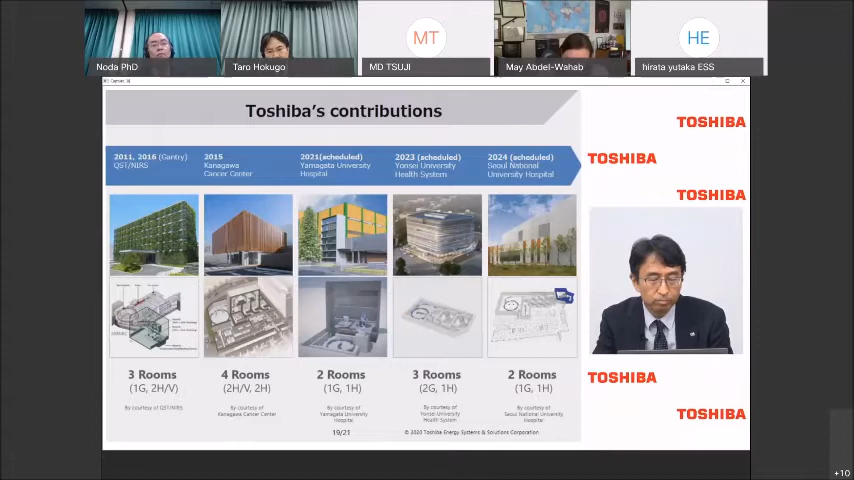 Noda PhD
Taro Hokugo
MT
MD TSUJI
May Abdel-Wahab
HE
hirata yutaka ESS
Toshiba's contributions
2011, 2016 (Gantry)
QST/NIRS
2015
Kanagawa
Cancer Center
2021(scheduled)
Yamagata University
Hospital
2023 (scheduled)
Yonsei University
Health System
2024 (scheduled)
Seoul National
University Hospital
3 Rooms
(1G, 2H/V)
By courtesy of QST/NIRS
4 Rooms
(2H/V, 2H)
By courtesy of
Kanagawa Cancer Center
2 Rooms
(1G, 1H)
By courtesy of
Yamagata University
Hospital
3 Rooms
(2G, 1H)
By courtesy of
Yonsei University
Health System
2 Rooms
(1G, 1H)
By courtesy of
Seoul National University
Hospital
19/21
© 2020 Toshiba Energy Systems & Solutions Corporation
TOSHIBA
TOSHIBA
TOSHIBA
TOSHIBA
TOSHIBA
+10